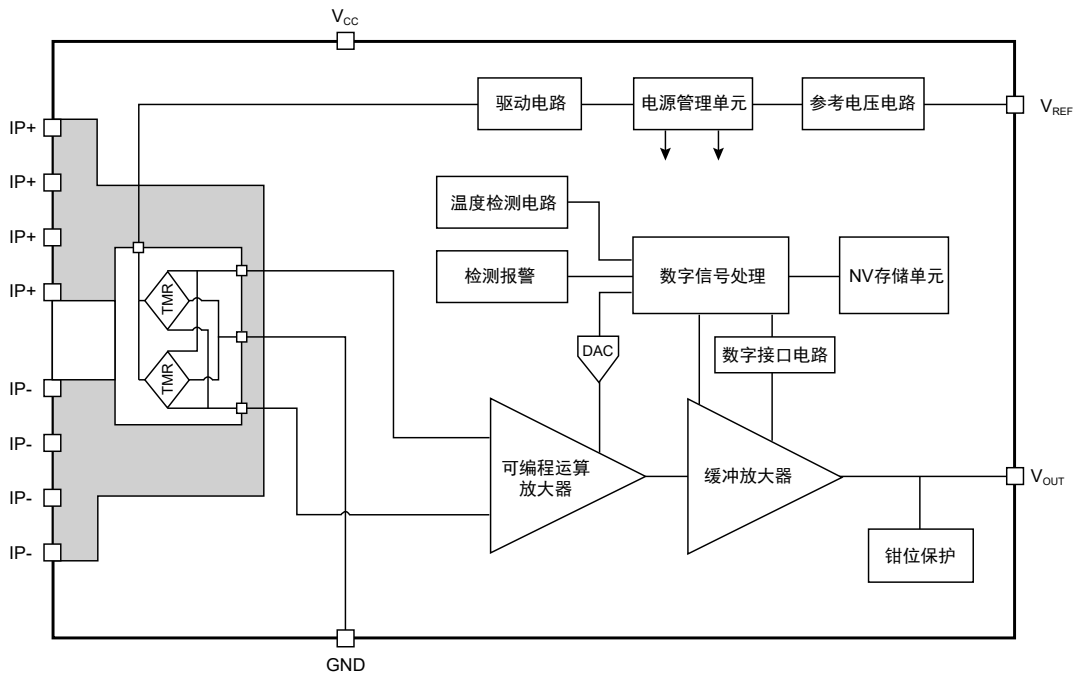 VCC
驱动电路
电源管理单元
参考电压电路
VREF
IP+
IP+
IP+
IP+
温度检测电路
检测报警
数字信号处理
NV存储单元
TMR
TMR
DAC
数字接口电路
IP-
IP-
IP-
IP-
可编程运算
放大器
缓冲放大器
VOUT
钳位保护
GND